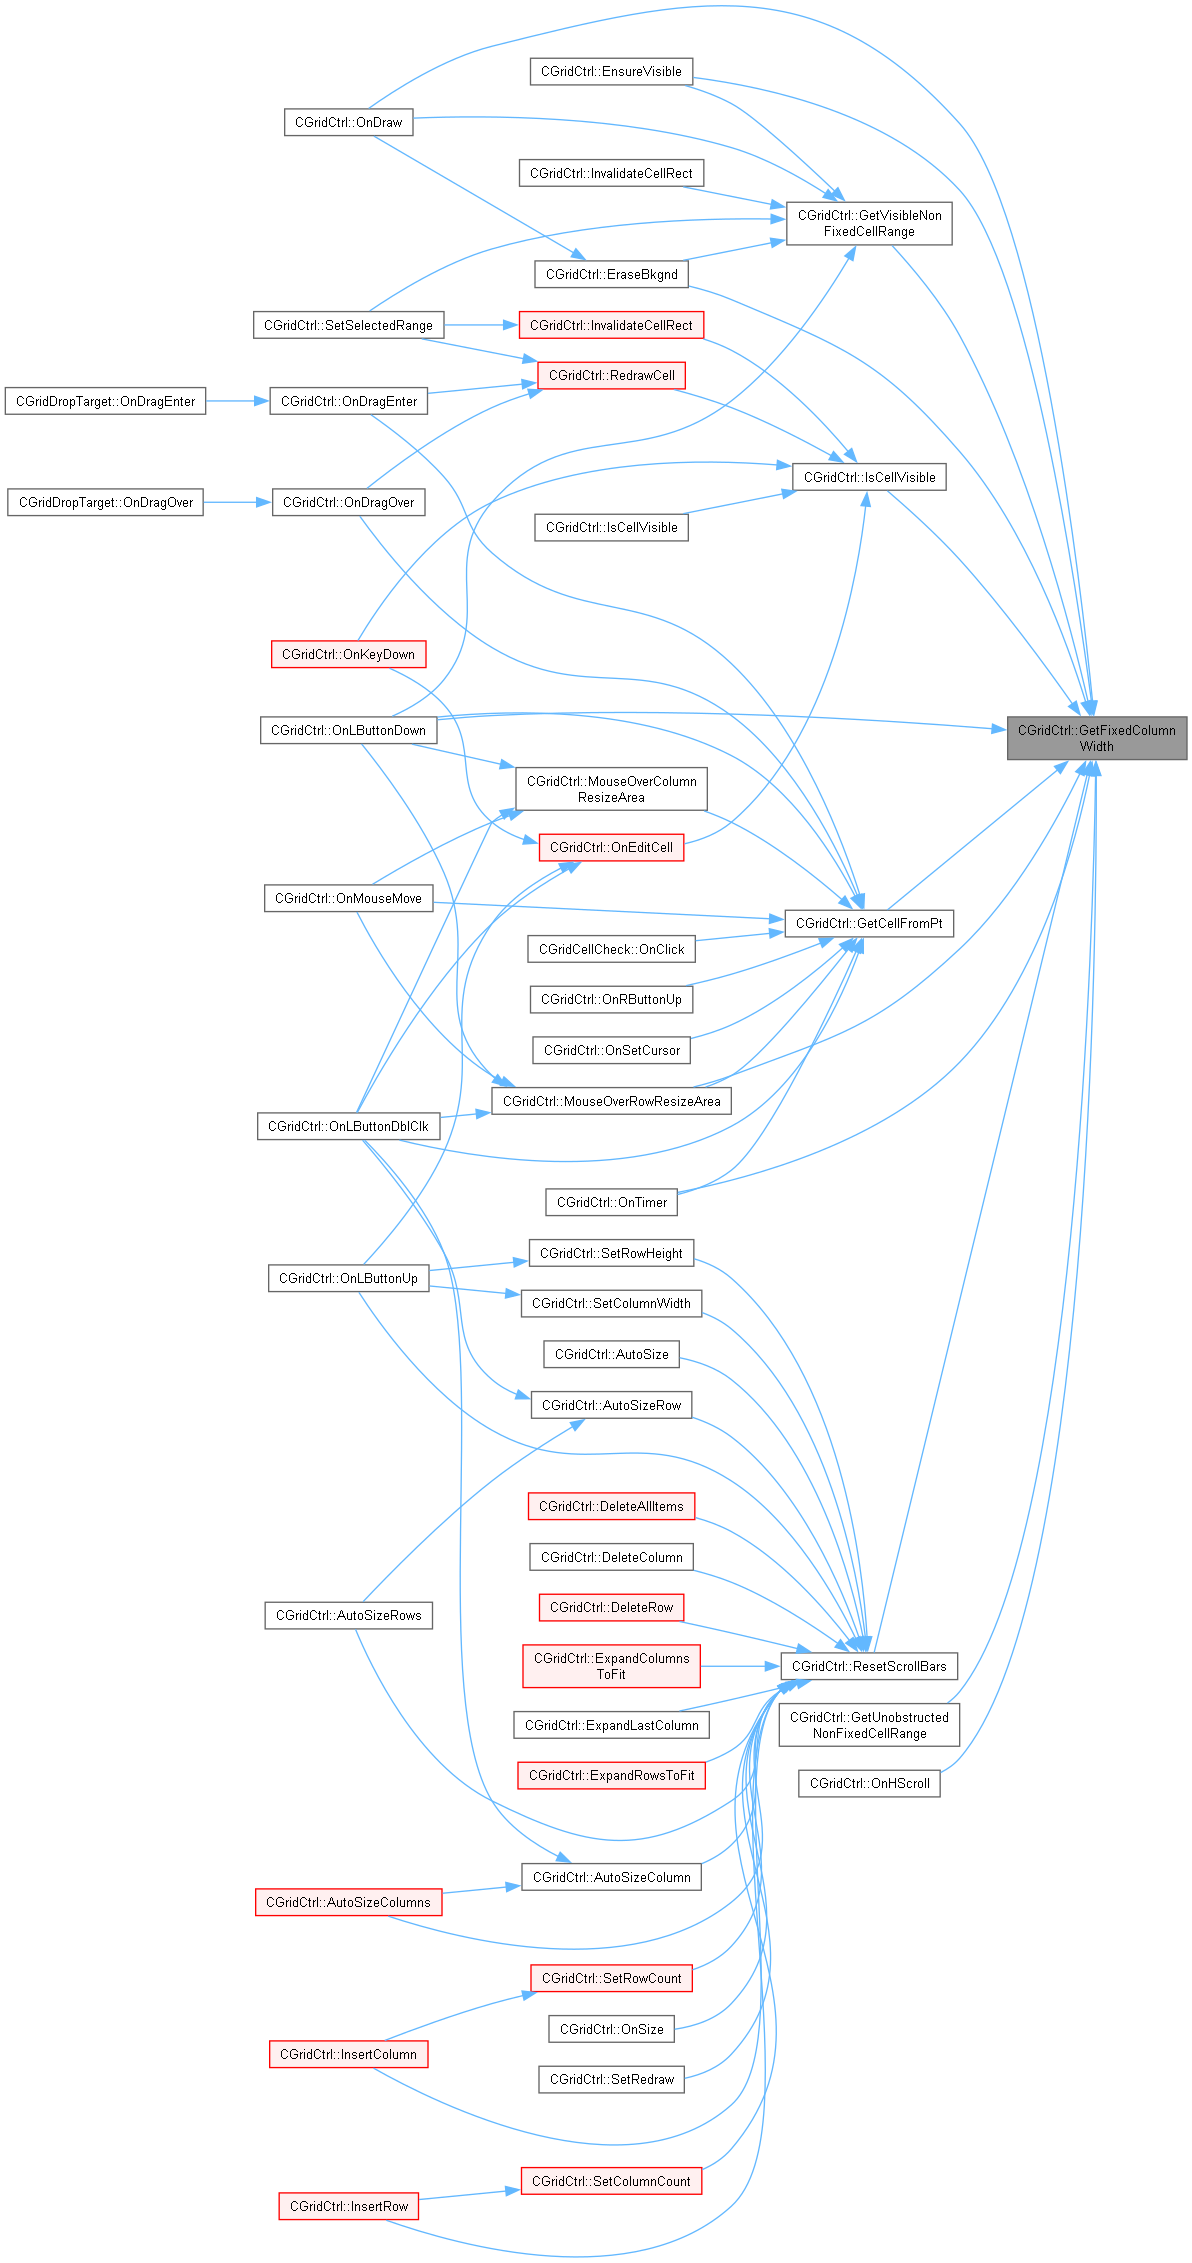 CGridCtrl::EnsureVisible
CGridCtrl::OnDraw
CGridCtrl::InvalidateCellRect
CGridCtrl::GetVisibleNon
FixedCellRange
CGridCtrl::EraseBkgnd
CGridCtrl::SetSelectedRange
CGridCtrl::InvalidateCellRect
CGridCtrl::RedrawCell
CGridDropTarget::OnDragEnter
CGridCtrl::OnDragEnter
CGridCtrl::IsCellVisible
CGridDropTarget::OnDragOver
CGridCtrl::OnDragOver
CGridCtrl::IsCellVisible
CGridCtrl::OnKeyDown
CGridCtrl::OnLButtonDown
CGridCtrl::GetFixedColumn
Width
CGridCtrl::MouseOverColumn
ResizeArea
CGridCtrl::OnEditCell
CGridCtrl::OnMouseMove
CGridCtrl::GetCellFromPt
CGridCellCheck::OnClick
CGridCtrl::OnRButtonUp
CGridCtrl::OnSetCursor
CGridCtrl::MouseOverRowResizeArea
CGridCtrl::OnLButtonDblClk
CGridCtrl::OnTimer
CGridCtrl::SetRowHeight
CGridCtrl::OnLButtonUp
CGridCtrl::SetColumnWidth
CGridCtrl::AutoSize
CGridCtrl::AutoSizeRow
CGridCtrl::DeleteAllItems
CGridCtrl::DeleteColumn
CGridCtrl::DeleteRow
CGridCtrl::AutoSizeRows
CGridCtrl::ExpandColumns
ToFit
CGridCtrl::ResetScrollBars
CGridCtrl::ExpandLastColumn
CGridCtrl::GetUnobstructed
NonFixedCellRange
CGridCtrl::ExpandRowsToFit
CGridCtrl::OnHScroll
CGridCtrl::AutoSizeColumn
CGridCtrl::AutoSizeColumns
CGridCtrl::SetRowCount
CGridCtrl::OnSize
CGridCtrl::InsertColumn
CGridCtrl::SetRedraw
CGridCtrl::SetColumnCount
CGridCtrl::InsertRow